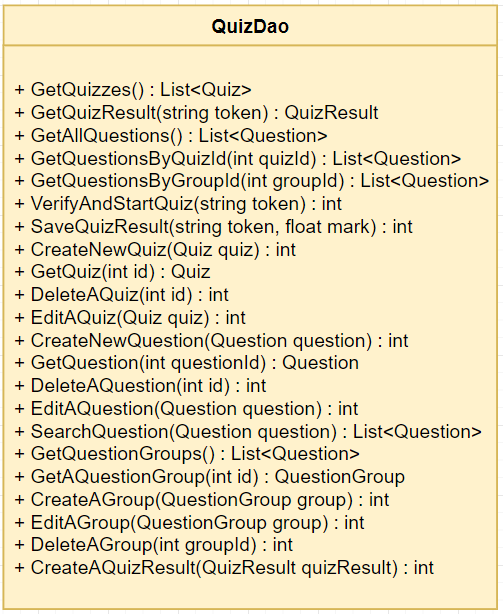 QuizDao
+ GetQuizzes() : List<Quiz>
+ GetQuizResult(string token) : QuizResult
+ GetAllQuestions() : List<Question>
+ GetQuestionsByQuizId(int quizId) : List<Question>
+ GetQuestionsByGroupId(int groupId) : List<Question>
+ VerifyAndStartQuiz(string token) : int
+ SaveQuizResult(string token, float mark) : int
+ CreateNewQuiz(Quiz quiz) : int
+ GetQuiz(int id) : Quiz
+ DeleteAQuiz(int id) : int
+ EditAQuiz(Quiz quiz) : int
+ CreateNewQuestion(Question question) : int
+ GetQuestion(int questionId) : Question
+ DeleteAQuestion(int id) : int
+ EditAQuestion(Question question) : int
+ SearchQuestion(Question question) : List<Question>
+ GetQuestionGroups() : List<Question>
+ GetAQuestionGroup(int id) : QuestionGroup
+ CreateAGroup(QuestionGroup group) : int
+ EditAGroup(QuestionGroup group) : int
+ DeleteAGroup(int groupId) : int
+ CreateAQuizResult(QuizResult quizResult) : int